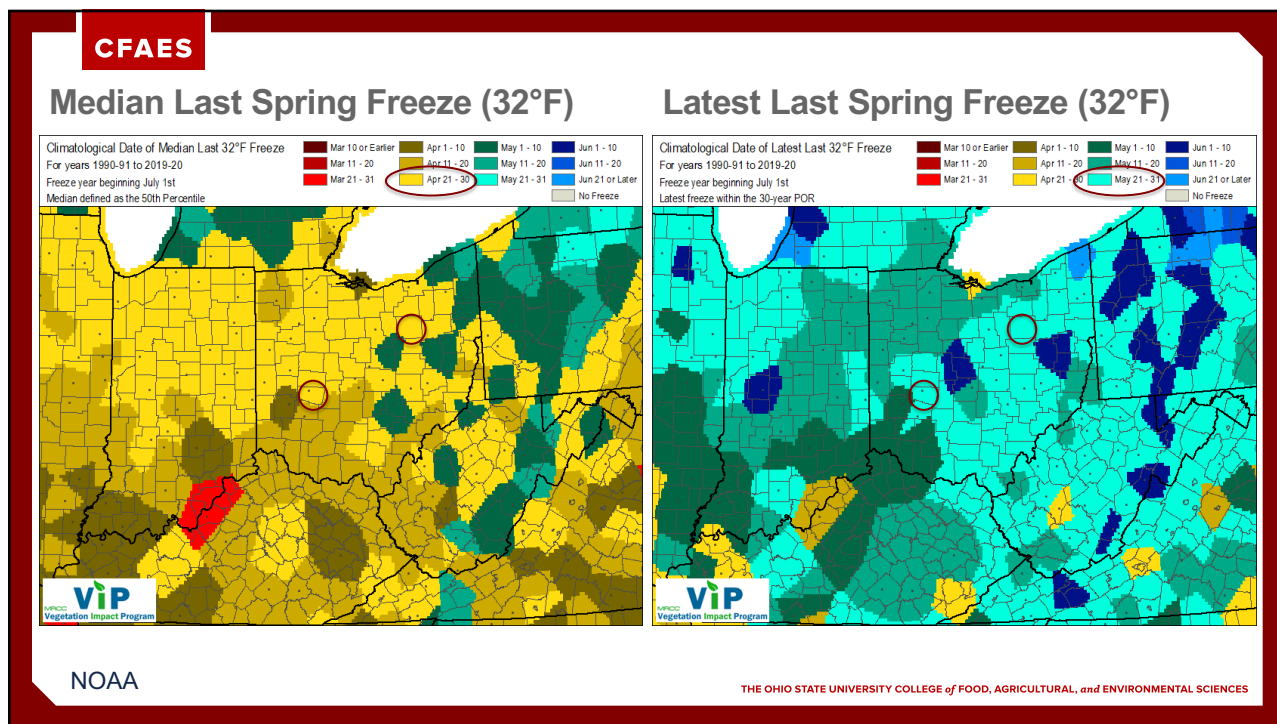 CFAES
Median Last Spring Freeze (32°F)
Climatological Date of Median Last 32°F Freeze
For years 1990-91 to 2019-20
Freeze year beginning July 1st
Median defined as the 50th Percentile
Mar 10 or Earlier
Mar 11 - 20
Mar 21 - 31
Apr 1 - 10
Apr 11 - 20
Apr 21 - 30
May 1 - 10
May 11 - 20
May 21 - 31
Jun 1 - 10
Jun 11 - 20
Jun 21 or Later
No Freeze
MRCC
ViP
Vegetation Impact Program
Latest Last Spring Freeze (32°F)
Climatological Date of Latest Last 32°F Freeze
For years 1990-91 to 2019-20
Freeze year beginning July 1st
Latest freeze within the 30-year POR
Mar 10 or Earlier
Mar 11 - 20
Mar 21 - 31
Apr 1 - 10
Apr 11 - 20
Apr 21 - 30
May 1 - 10
May 11 - 20
May 21 - 31
Jun 1 - 10
Jun 11 - 20
Jun 21 or Later
No Freeze
MRCC
ViP
Vegetation Impact Program
NOAA
THE OHIO STATE UNIVERSITY COLLEGE of FOOD, AGRICULTURAL, and ENVIRONMENTAL SCIENCES